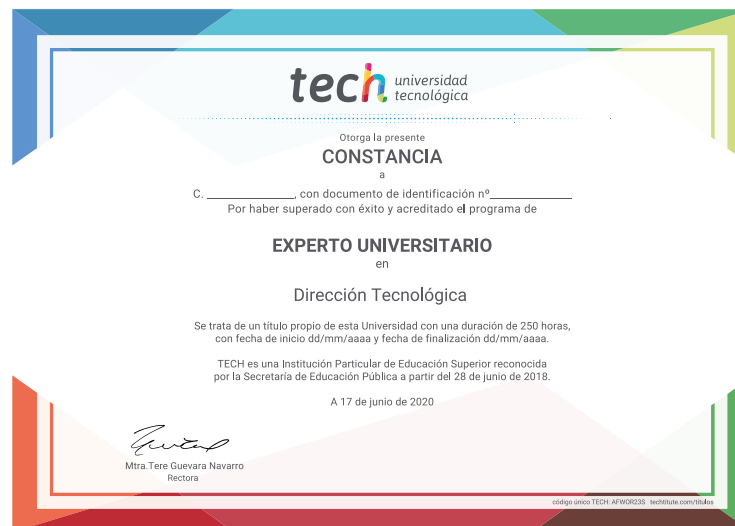 tech universidad
tecnológica
Otorga la presente
CONSTANCIA
a
C. ______________, con documento de identificación nº_____________
Por haber superado con éxito y acreditado el programa de
EXPERTO UNIVERSITARIO
en
Dirección Tecnológica
Se trata de un título propio de esta Universidad con una duración de 250 horas,
con fecha de inicio dd/mm/aaaa y fecha de finalización dd/mm/aaaa.
TECH es una Institución Particular de Educación Superior reconocida
por la Secretaría de Educación Pública a partir del 28 de junio de 2018.
A 17 de junio de 2020
Mtra.Tere Guevara Navarro
Rectora
código único TECH: AFWOR23S techtitute.com/titulos